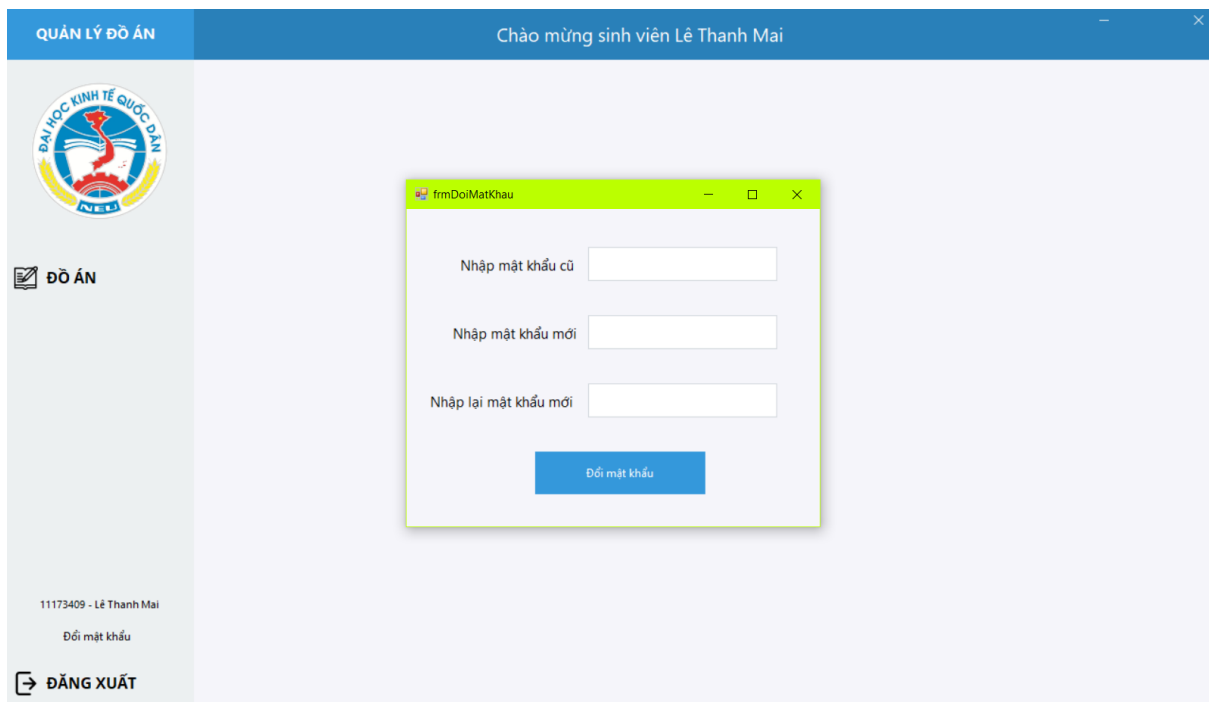 QUẢN LÝ ĐỒ ÁN
Chào mừng sinh viên Lê Thanh Mai
ĐẠI HỌC KINH TẾ QUỐC DÂN
NEU
ĐỒ ÁN
frmDoiMatKhau
Nhập mật khẩu cũ
Nhập mật khẩu mới
Nhập lại mật khẩu mới
Đổi mật khẩu
11173409 - Lê Thanh Mai
Đổi mật khẩu
ĐĂNG XUẤT